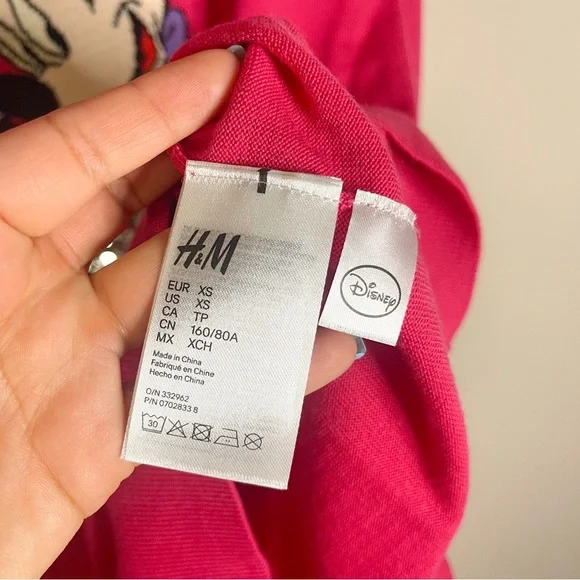 H&M
EUR XS
US XS
CA TP
CN 160/80A
MX XCH
Made in China
Fabriqué en Chine
Hecho en China
O/N 332962
P/N 0702833 8
30
Disney